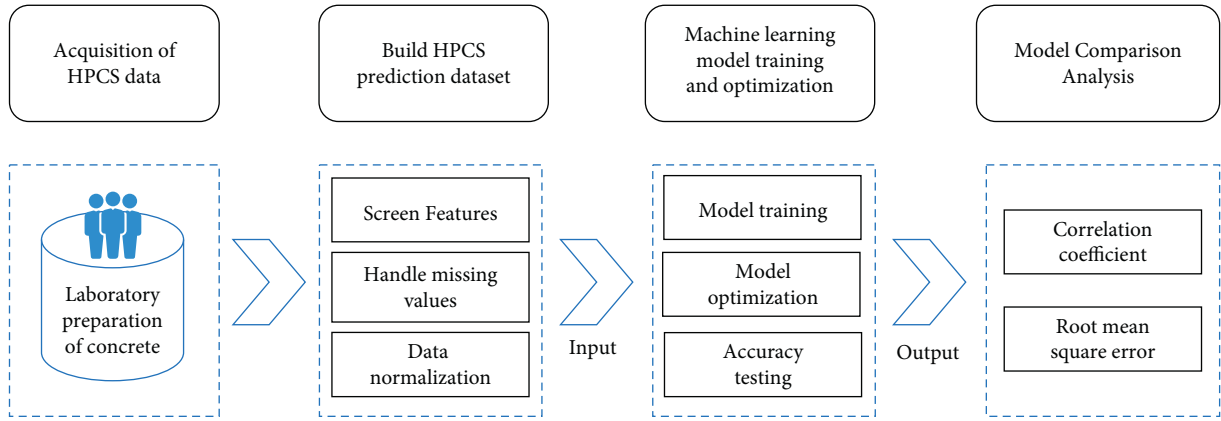 Acquisition of
HPCS data
Build HPCS
prediction dataset
Machine learning
model training
and optimization
Model Comparison
Analysis
Laboratory
preparation
of concrete
Screen Features
Handle missing
values
Data
normalization
Input
Model training
Model
optimization
Accuracy
testing
Output
Correlation
coefficient
Root mean
square error